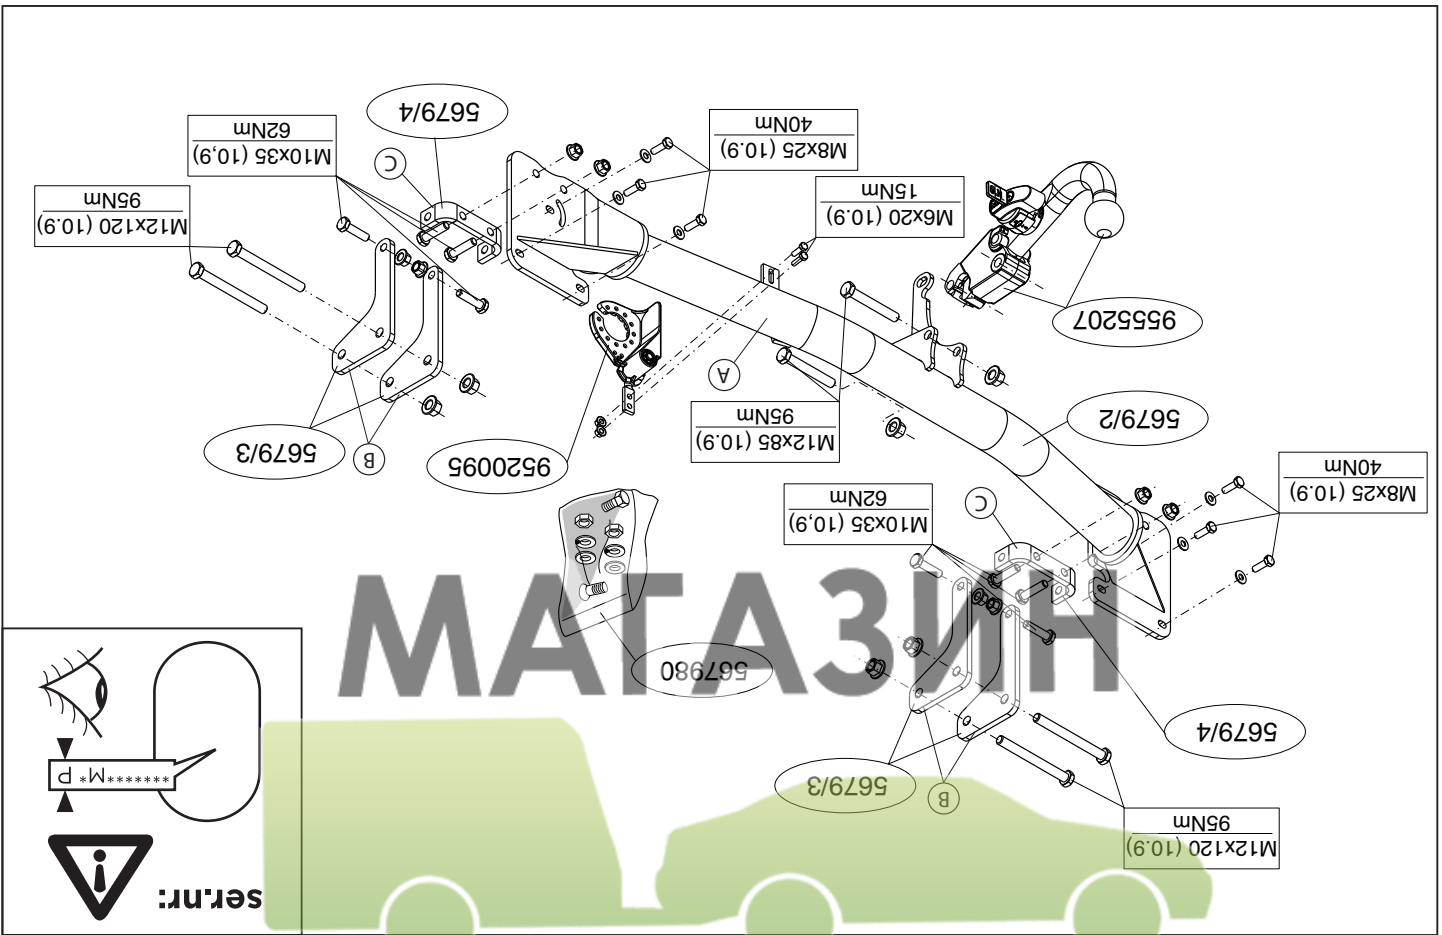 ser.nr:
*******M* P
M12x120 (10.9)
95Nm
B
5679/3
5679/4
567980
M10x35 (10,9)
62Nm
C
M8x25 (10.9)
40Nm
5679/2
M12x85 (10.9)
95Nm
A
9520095
B
5679/3
9555207
M6x20 (10.9)
15Nm
M12x120 (10.9)
95Nm
C
M10x35 (10,9)
62Nm
M8x25 (10.9)
40Nm
5679/4
МАГАЗИН